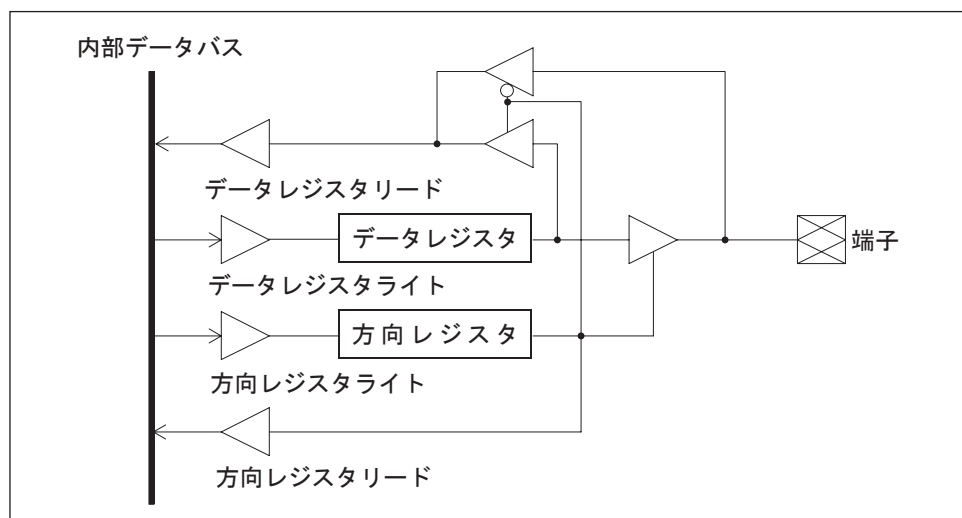 内部データバス
データレジスタリード
データレジスタ
端子
データレジスタライト
方向レジスタ
方向レジスタライト
方向レジスタリード